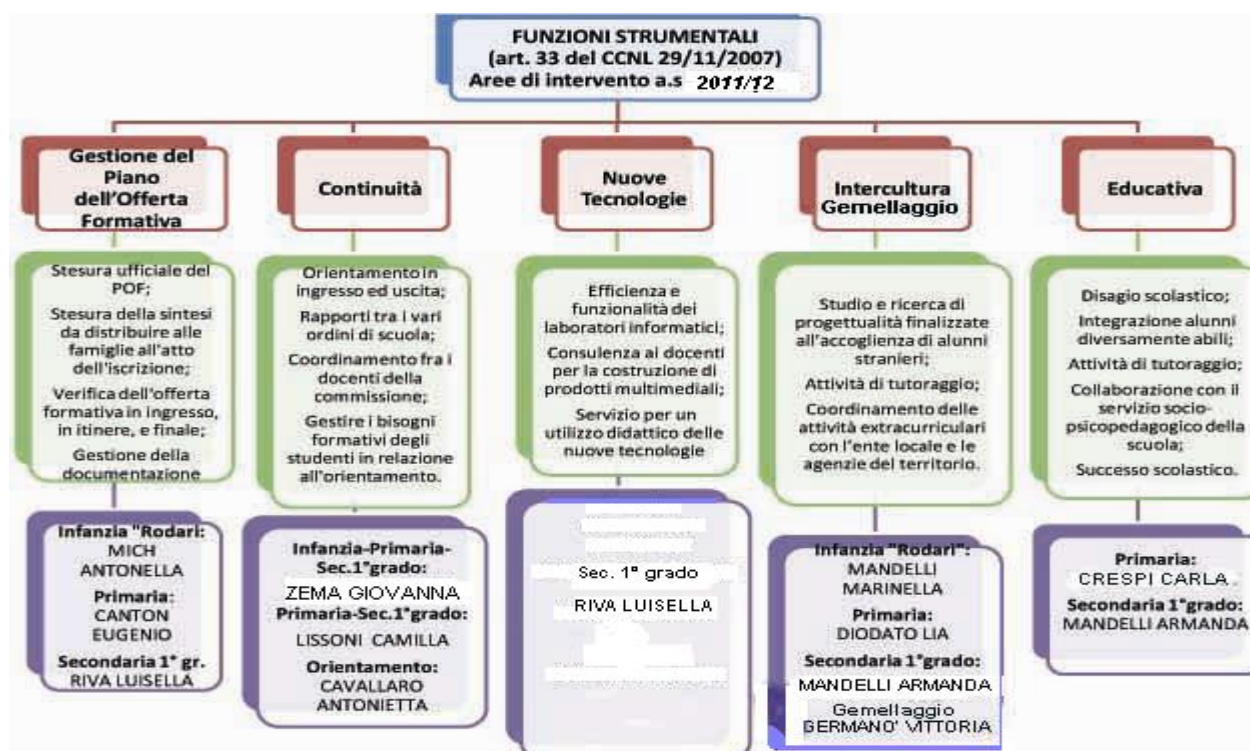 FUNZIONI STRUMENTALI
(art. 33 del CCNL 29/11/2007)
Aree di intervento a.s 2011/12
Gestione del
Piano
dell'Offerta
Formativa
Stesura ufficiale del
POF;
Stesura della sintesi
da distribuire alle
famiglie all'atto
dell'iscrizione;
Verifica dell'offerta
formativa in ingresso,
in itinere, e finale;
Gestione della
documentazione
Infanzia "Rodari:
MICH
ANTONELLA
Primaria:
CANTON
EUGENIO
Secondaria 1° gr.
RIVA LUISELLA
Continuità
Orientamento in
ingresso ed uscita;
Rapporti tra i vari
ordini di scuola;
Coordinamento fra i
docenti della
commissione;
Gestire i bisogni
formativi degli
studenti in relazione
all'orientamento.
Infanzia-Primaria-
Sec.1°grado:
ZEMA GIOVANNA
Primaria-Sec.1°grado:
LISSONI CAMILLA
Orientamento:
CAVALLARO
ANTONIETTA
Nuove
Tecnologie
Efficienza e
funzionalità dei
laboratori informatici;
Consulenza ai docenti
per la costruzione di
prodotti multimediali;
Servizio per un
utilizzo didattico delle
nuove tecnologie
Sec. 1° grado
RIVA LUISELLA
Intercultura
Gemellaggio
Studio e ricerca di
progettualità finalizzate
all'accoglienza di alunni
stranieri;
Attività di tutoraggio;
Coordinamento delle
attività extracurriculari
con l'ente locale e le
agenzie del territorio.
Infanzia "Rodari":
MANDELLI
MARINELLA
Primaria:
DIODATO LIA
Secondaria 1°grado:
MANDELLI ARMANDA
Gemellaggio
GERMANO' VITTORIA
Educativa
Disagio scolastico;
Integrazione alunni
diversamente abili;
Attività di tutoraggio;
Collaborazione con il
servizio socio-
psicopedagogico della
scuola;
Successo scolastico.
Primaria:
CRESPI CARLA.
Secondaria 1°grado:
MANDELLI ARMANDA